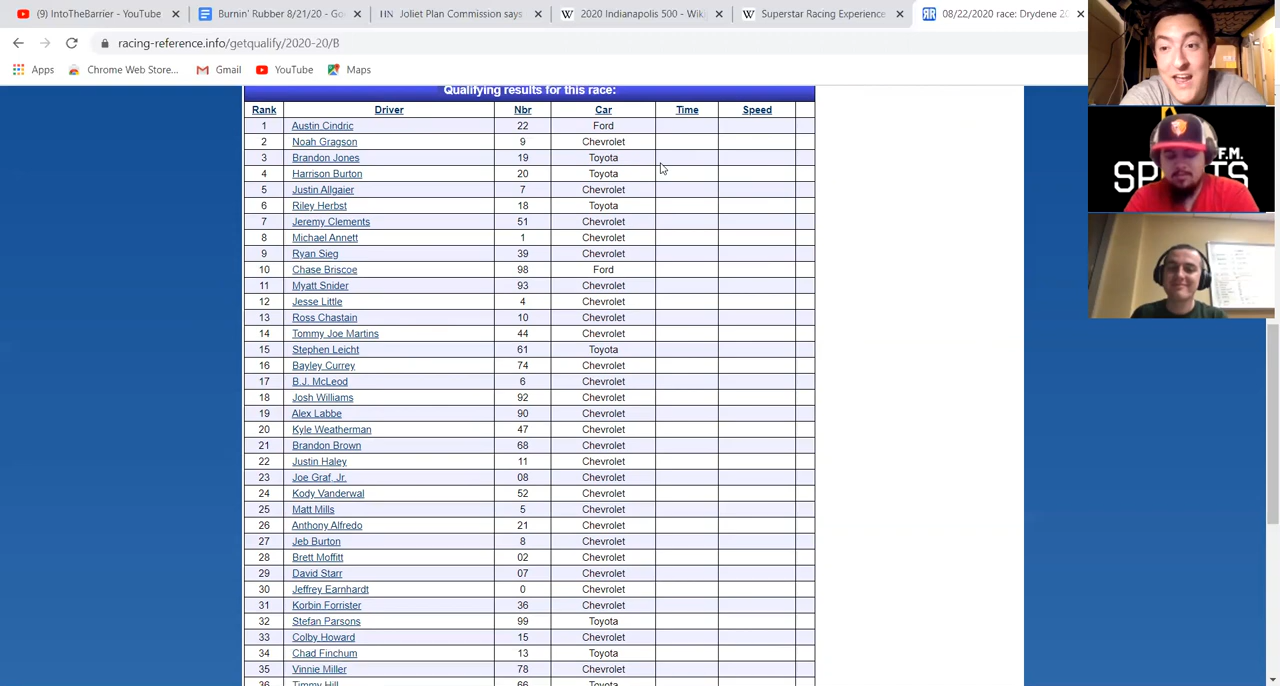 (3) IntoTheBarrier - YouTube × Burnin' Rubber 8/21/20 - Go × Joliet Plan Commission says × 2020 Indianapolis 500 - Wiki × Superstar Racing Experience × 08/22/2020 race: Drydene 20 ×
racing-reference.info/getqualify/2020-20/B
Apps Chrome Web Store... Gmail YouTube Maps
Qualifying results for this race:
Rank Driver Nbr Car Time Speed
1 Austin Cindric 22 Ford
2 Noah Gragson 9 Chevrolet
3 Brandon Jones 19 Toyota
4 Harrison Burton 20 Toyota
5 Justin Allgaier 7 Chevrolet
6 Riley Herbst 18 Toyota
7 Jeremy Clements 51 Chevrolet
8 Michael Annett 1 Chevrolet
9 Ryan Sieg 39 Chevrolet
10 Chase Briscoe 98 Ford
11 Myatt Snider 93 Chevrolet
12 Jesse Little 4 Chevrolet
13 Ross Chastain 10 Chevrolet
14 Tommy Joe Martins 44 Chevrolet
15 Stephen Leicht 61 Toyota
16 Bayley Currey 74 Chevrolet
17 B.J. McLeod 6 Chevrolet
18 Josh Williams 92 Chevrolet
19 Alex Labbe 90 Chevrolet
20 Kyle Weatherman 47 Chevrolet
21 Brandon Brown 68 Chevrolet
22 Justin Haley 11 Chevrolet
23 Joe Graf, Jr. 08 Chevrolet
24 Kody Vanderwal 52 Chevrolet
25 Matt Mills 5 Chevrolet
26 Anthony Alfredo 21 Chevrolet
27 Jeb Burton 8 Chevrolet
28 Brett Moffitt 02 Chevrolet
29 David Starr 07 Chevrolet
30 Jeffrey Earnhardt 0 Chevrolet
31 Korbin Forrister 36 Chevrolet
32 Stefan Parsons 99 Toyota
33 Colby Howard 15 Chevrolet
34 Chad Finchum 13 Toyota
35 Vinnie Miller 78 Chevrolet
36 Timmy Hill 66 Toyota
F.M.